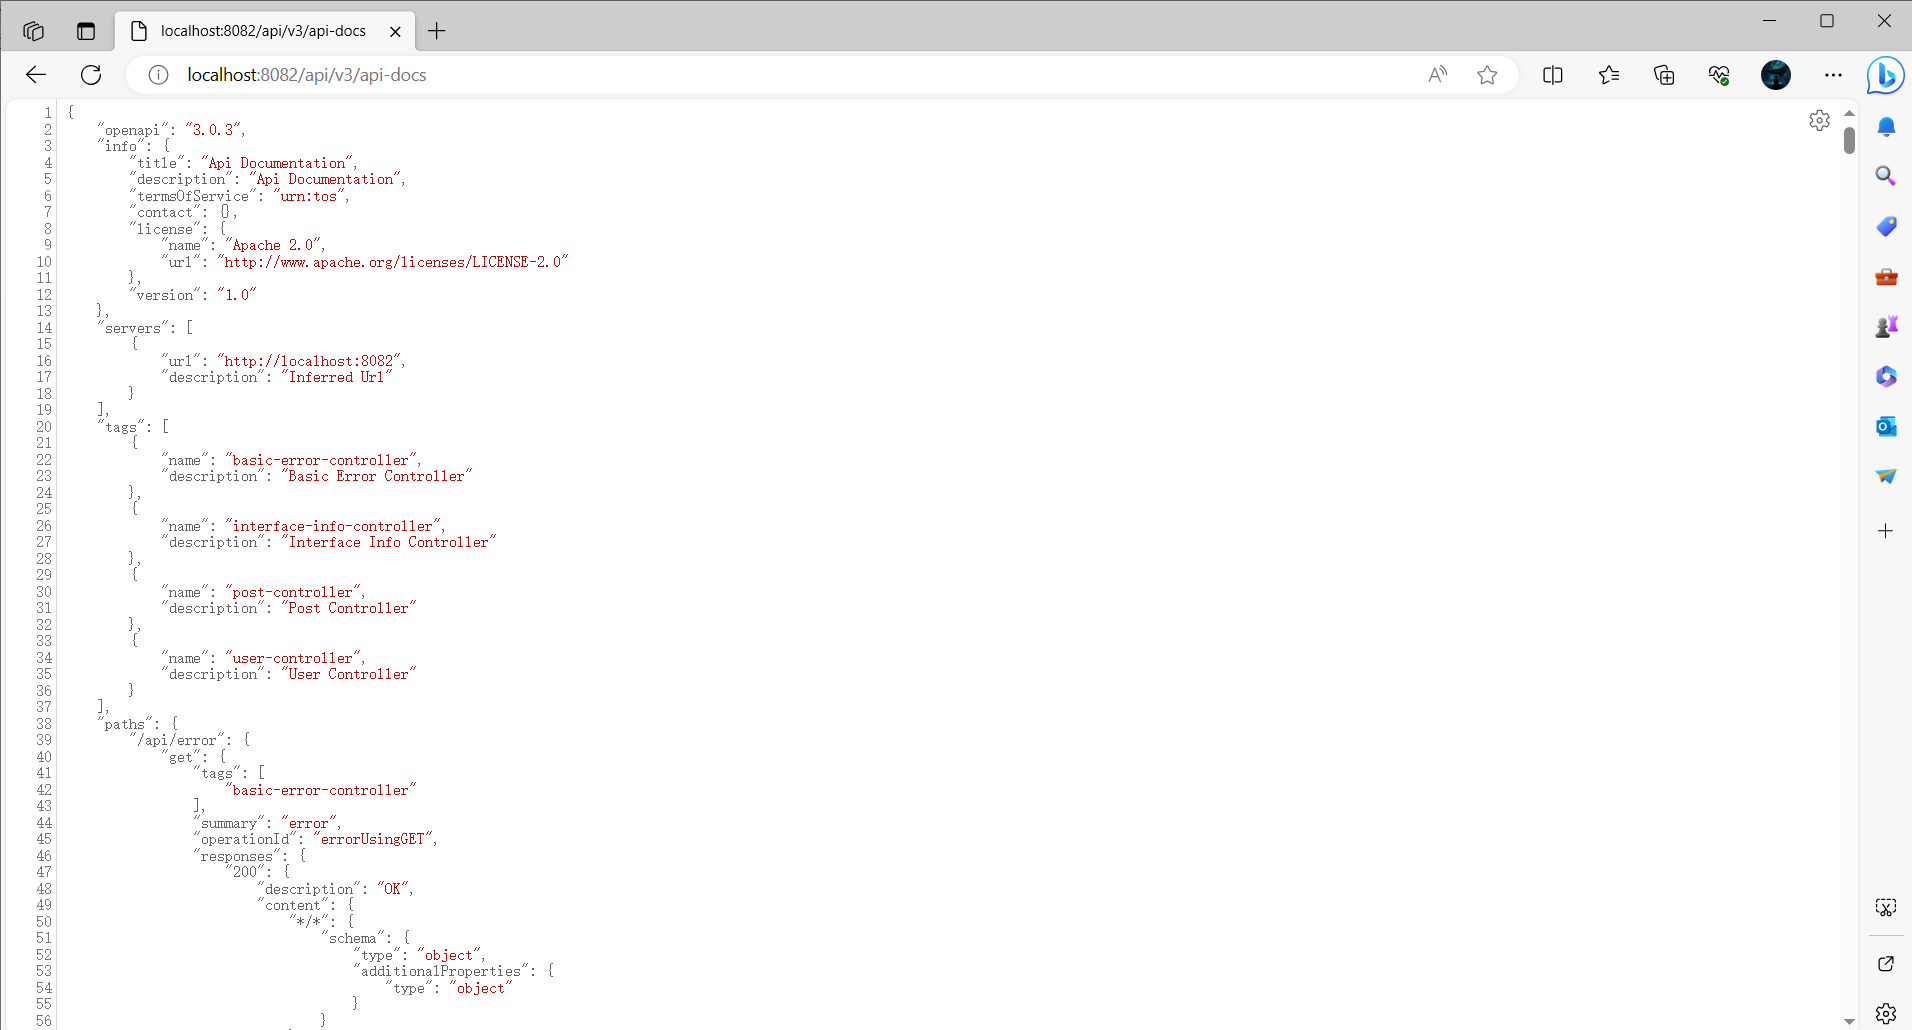 localhost:8082/api/v3/api-docs
localhost:8082/api/v3/api-docs
1 {
2 "openapi": "3.0.3",
3 "info": {
4 "title": "Api Documentation",
5 "description": "Api Documentation",
6 "termsOfService": "urn:tos",
7 "contact": {},
8 "license": {
9 "name": "Apache 2.0",
10 "url": "http://www.apache.org/licenses/LICENSE-2.0"
11 },
12 "version": "1.0"
13 },
14 "servers": [
15 {
16 "url": "http://localhost:8082",
17 "description": "Inferred Url"
18 }
19 ],
20 "tags": [
21 {
22 "name": "basic-error-controller",
23 "description": "Basic Error Controller"
24 },
25 {
26 "name": "interface-info-controller",
27 "description": "Interface Info Controller"
28 },
29 {
30 "name": "post-controller",
31 "description": "Post Controller"
32 },
33 {
34 "name": "user-controller",
35 "description": "User Controller"
36 }
37 ],
38 "paths": {
39 "/api/error": {
40 "get": {
41 "tags": [
42 "basic-error-controller"
43 ],
44 "summary": "error",
45 "operationId": "errorUsingGET",
46 "responses": {
47 "200": {
48 "description": "OK",
49 "content": {
50 "*/*": {
51 "schema": {
52 "type": "object",
53 "additionalProperties": {
54 "type": "object"
55 }
56 }